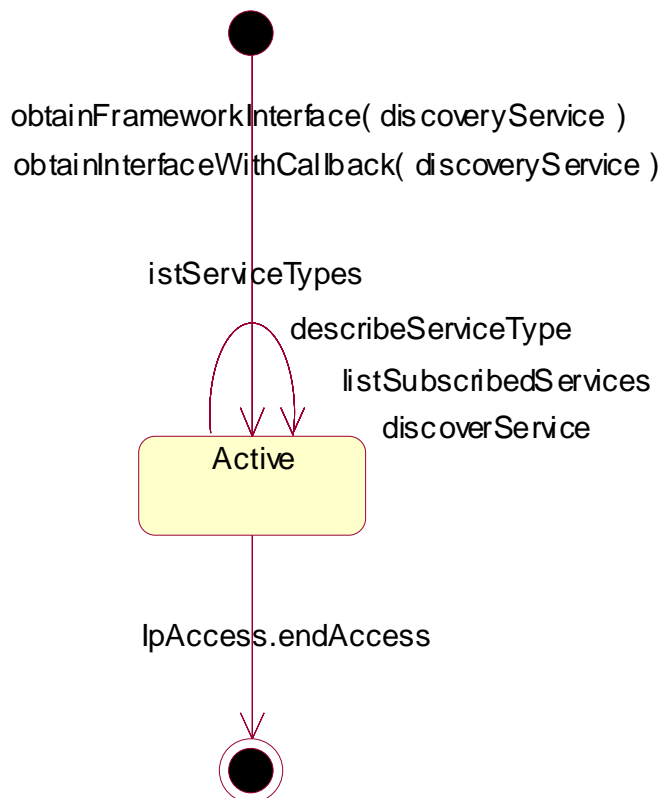 obtainFrameworkInterface( discoveryService )
obtainInterfaceWithCallback( discoveryService )
istServiceTypes
describeServiceType
listSubscribedServices
discoverService
Active
IpAccess.endAccess